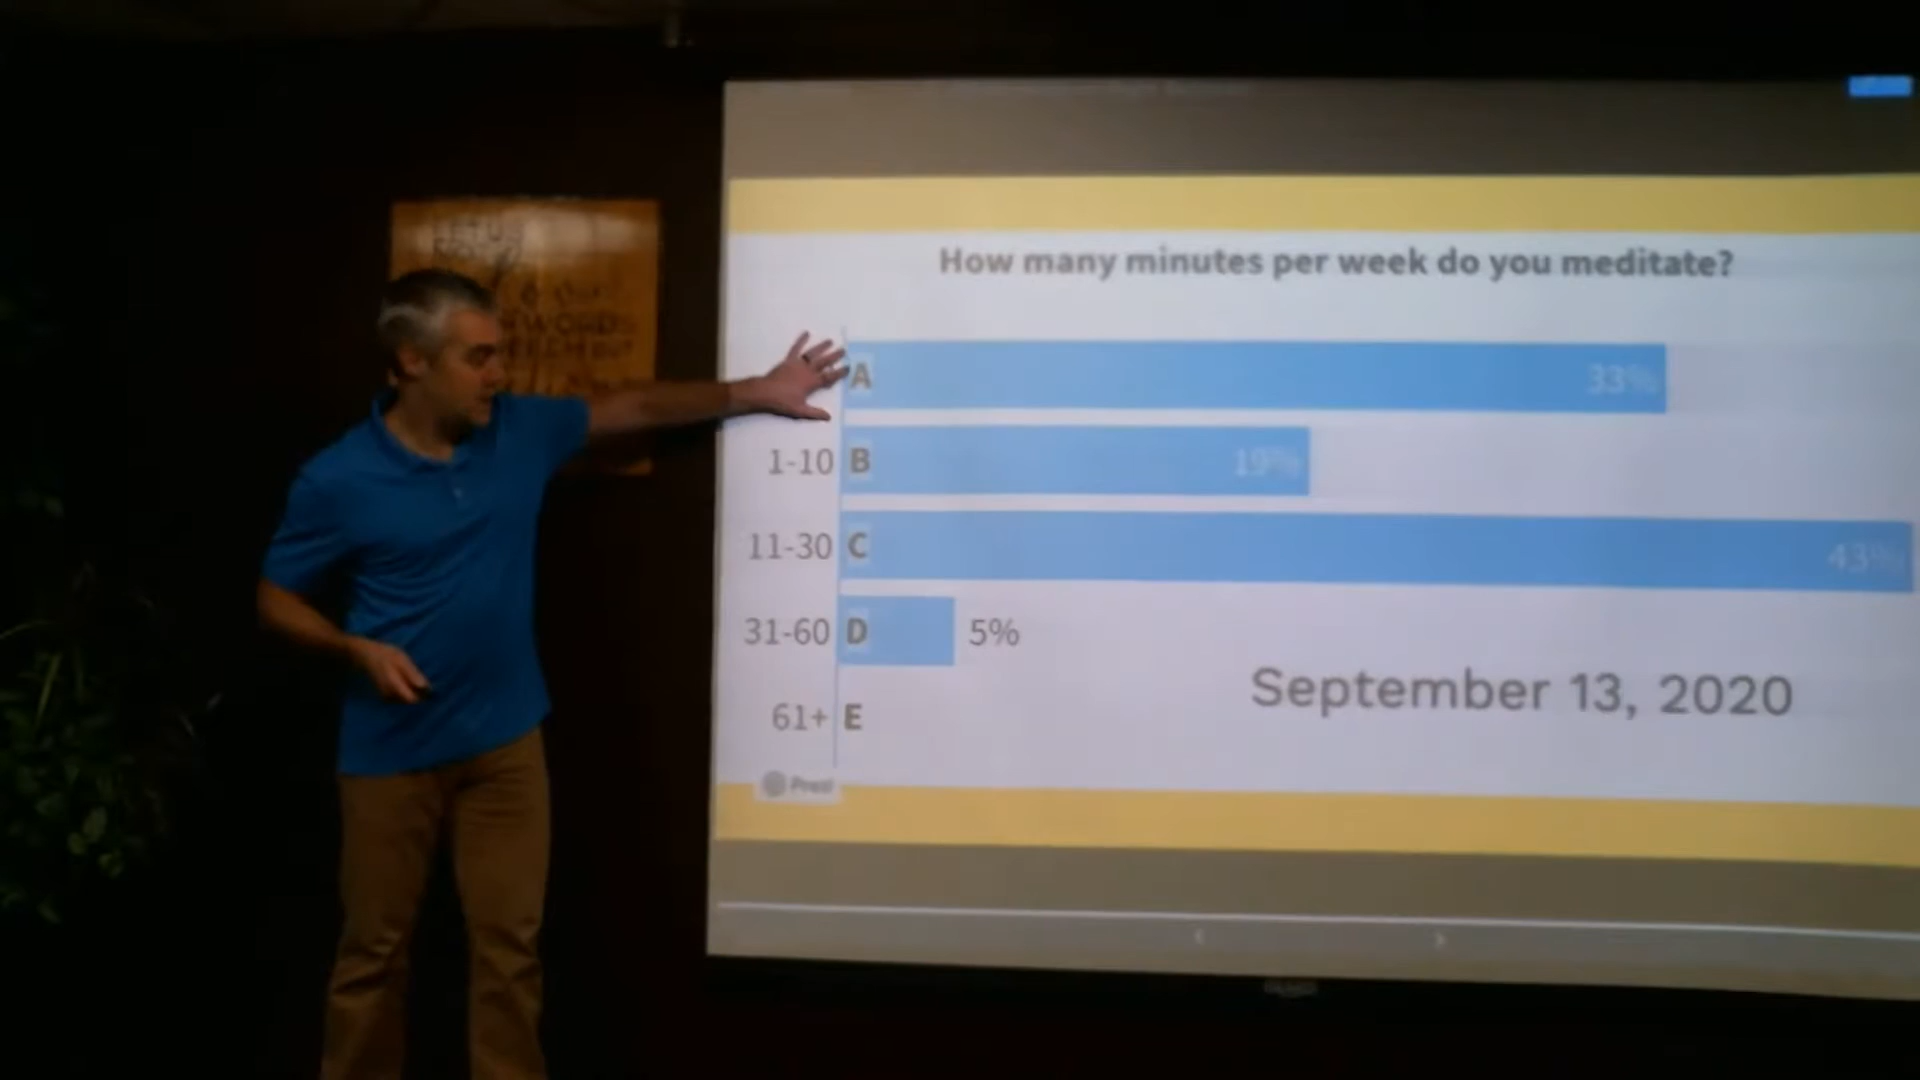 How many minutes per week do you meditate?
A 33%
1-10 B 19%
11-30 C 43%
31-60 D 5%
61+ E
September 13, 2020
Prezi